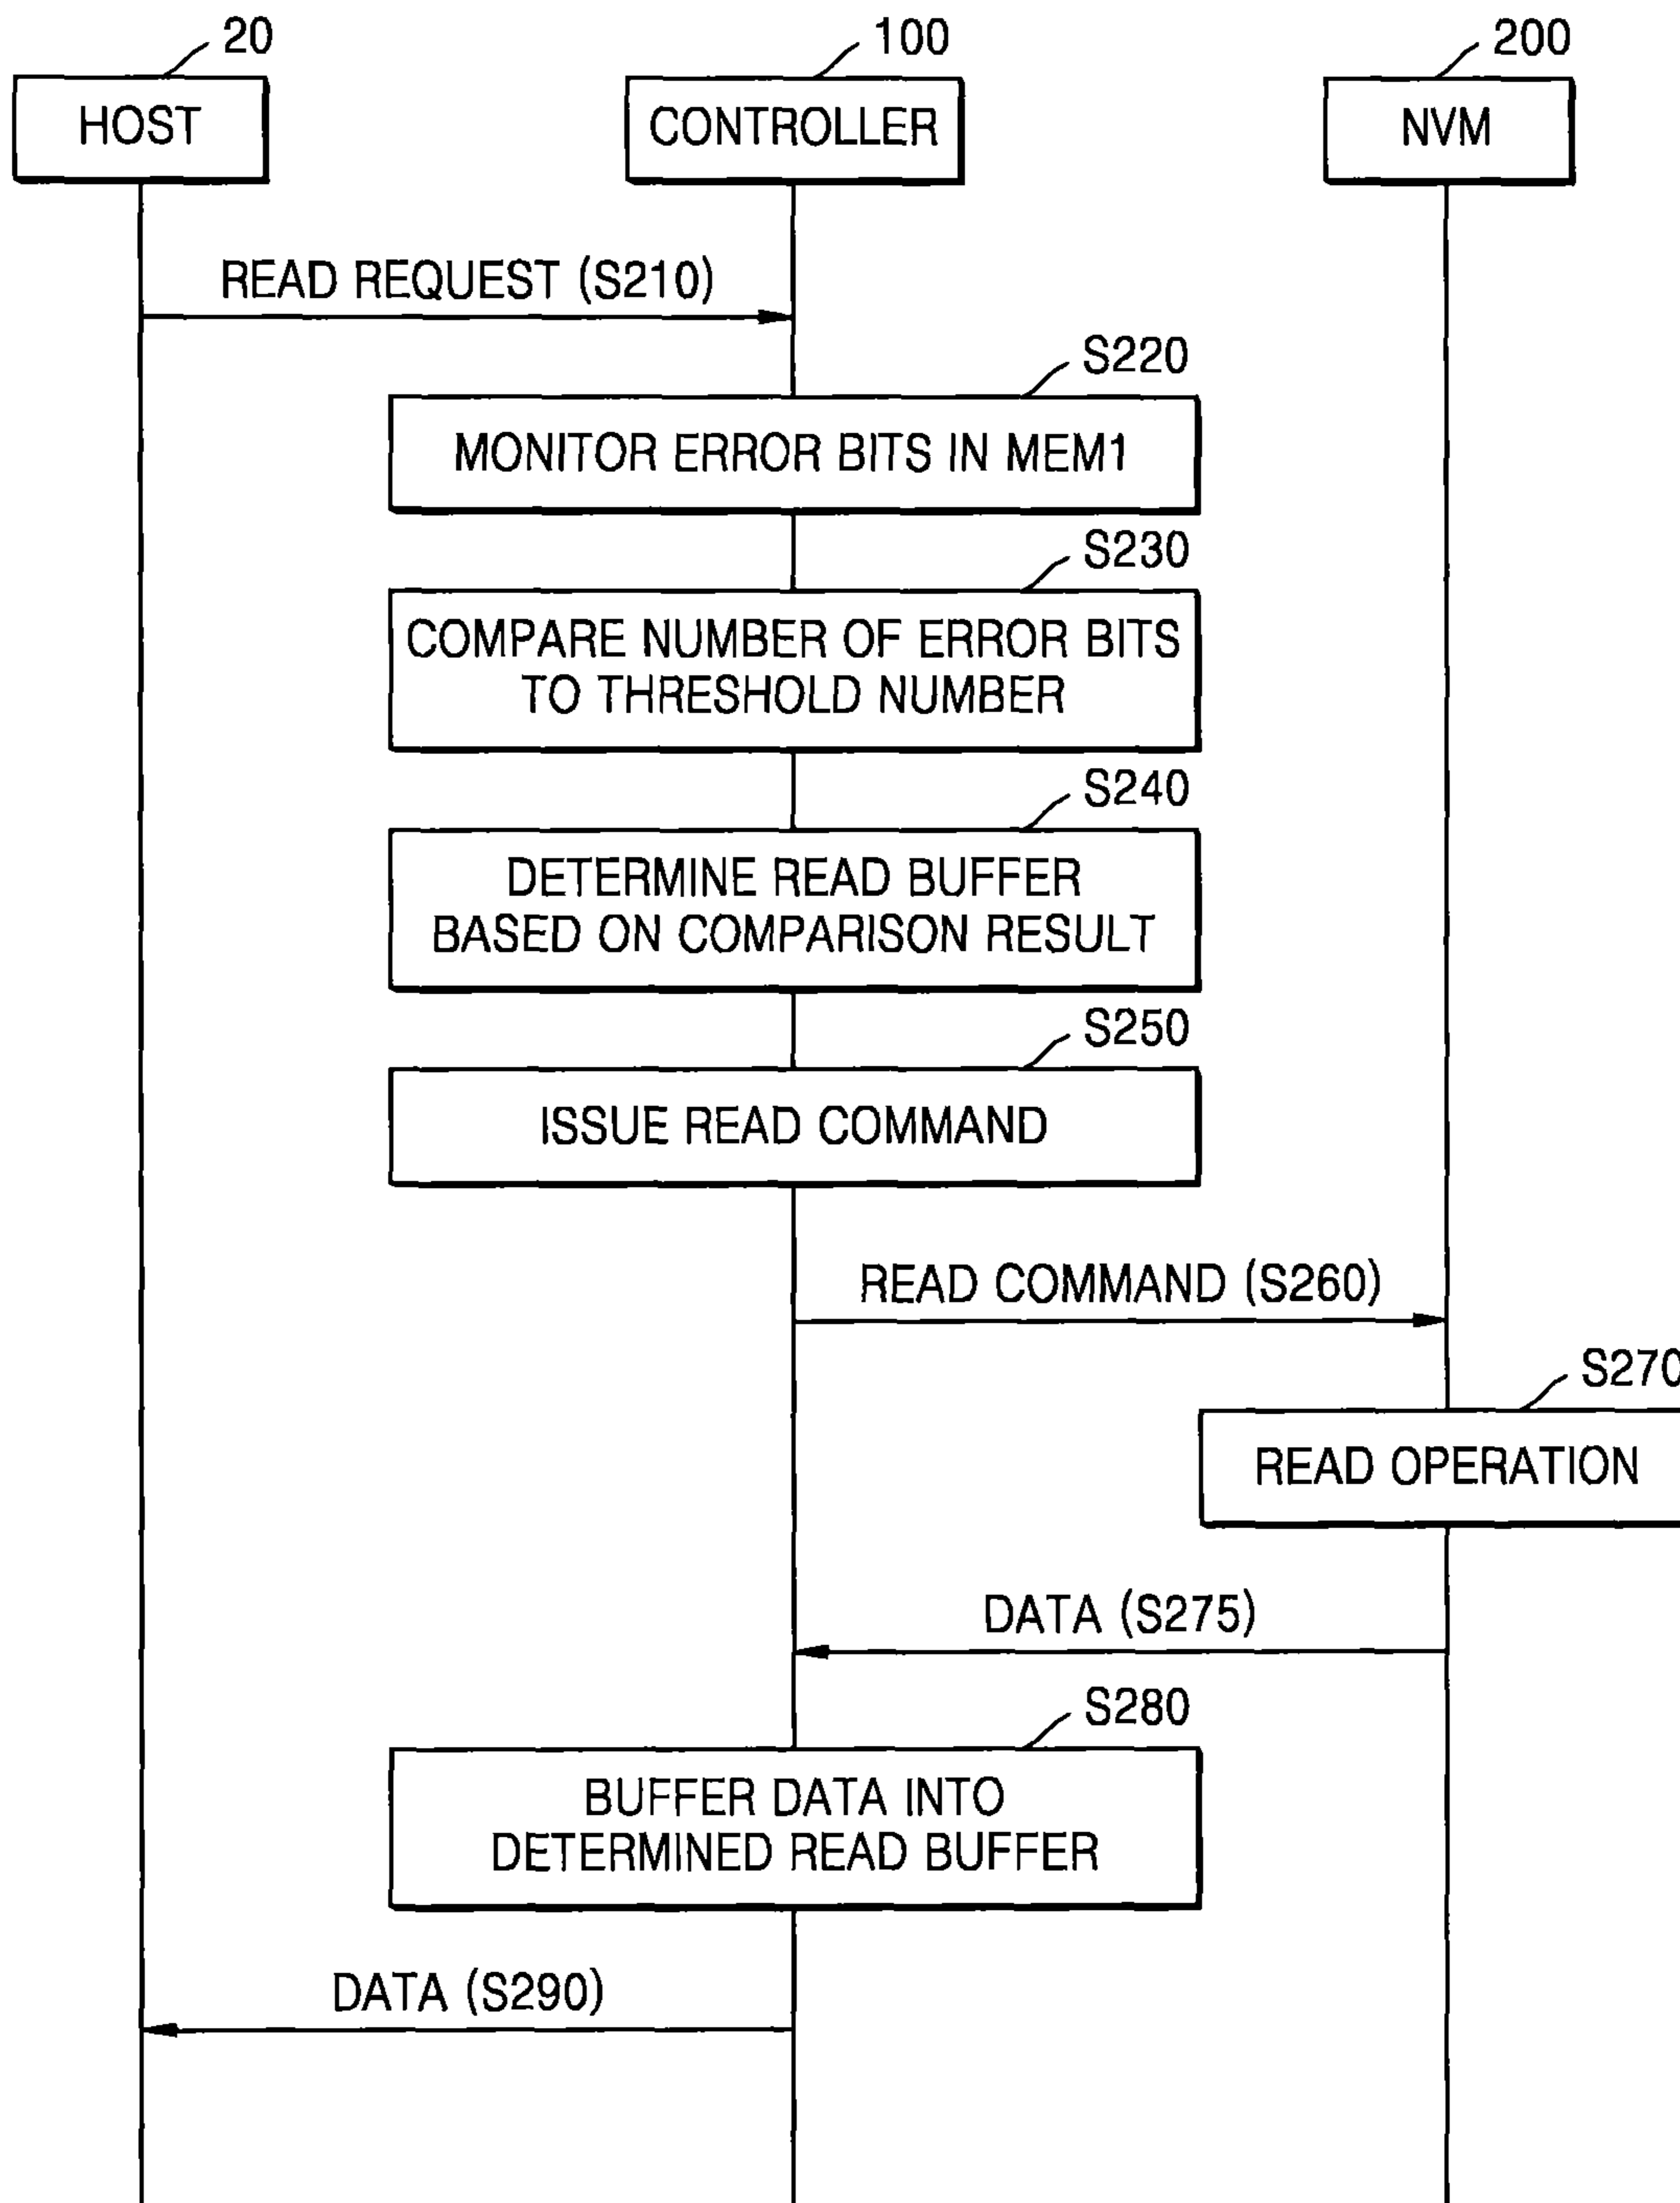 20
100
200
HOST
CONTROLLER
NVM
READ REQUEST (S210)
S220
MONITOR ERROR BITS IN MEM1
S230
COMPARE NUMBER OF ERROR BITS
TO THRESHOLD NUMBER
S240
DETERMINE READ BUFFER
BASED ON COMPARISON RESULT
S250
ISSUE READ COMMAND
READ COMMAND (S260)
S270
READ OPERATION
DATA (S275)
S280
BUFFER DATA INTO
DETERMINED READ BUFFER
DATA (S290)